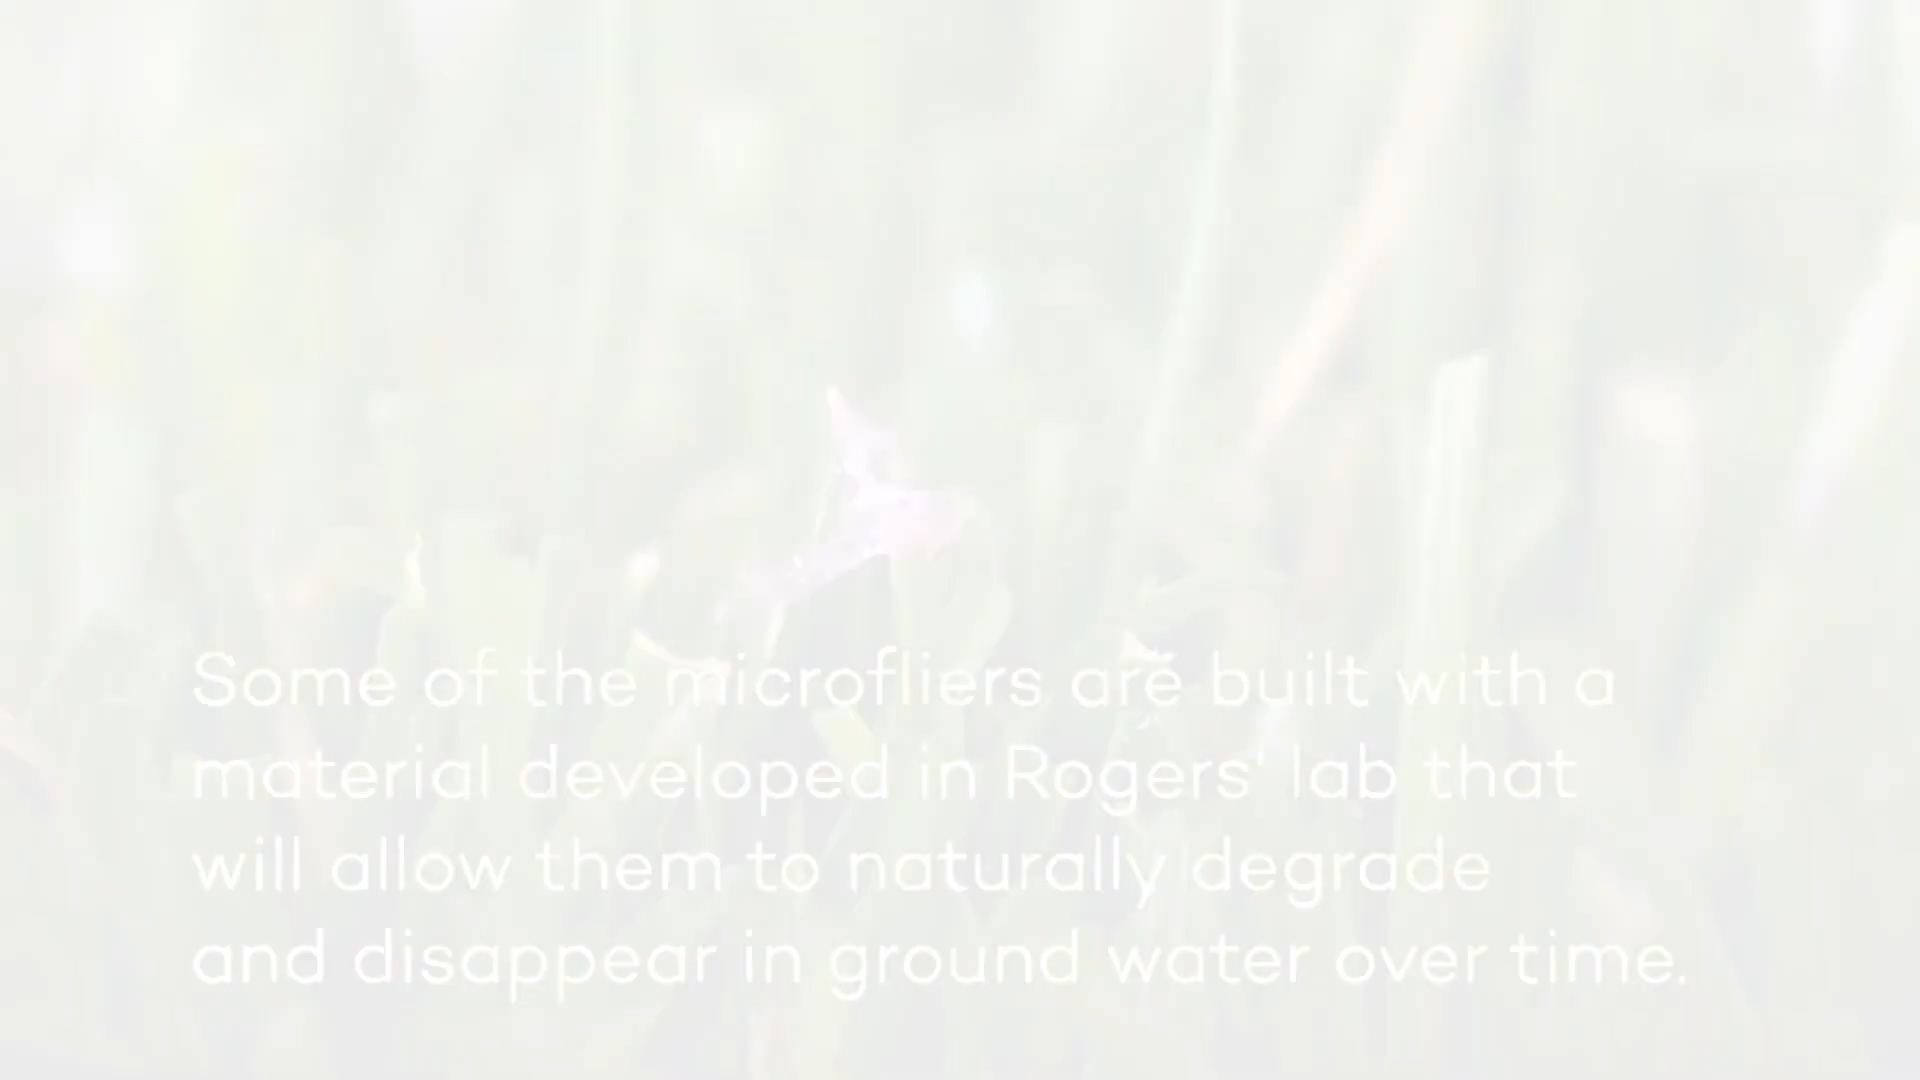 Some of the microfliers are built with a
material developed in Rogers' lab that
will allow them to naturally degrade
and disappear in ground water over time.